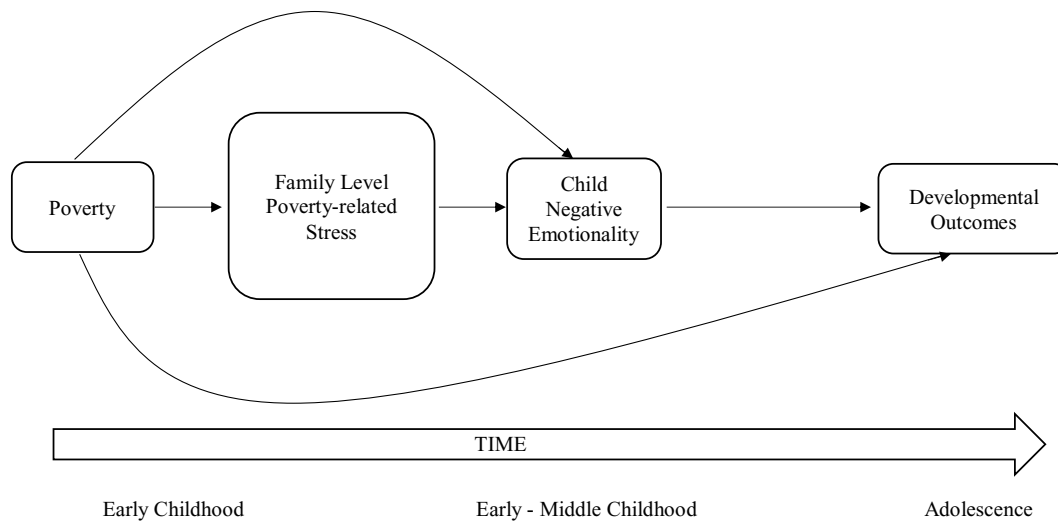 Poverty
Family Level
Poverty-related
Stress
Child
Negative
Emotionality
Developmental
Outcomes
TIME
Early Childhood
Early - Middle Childhood
Adolescence